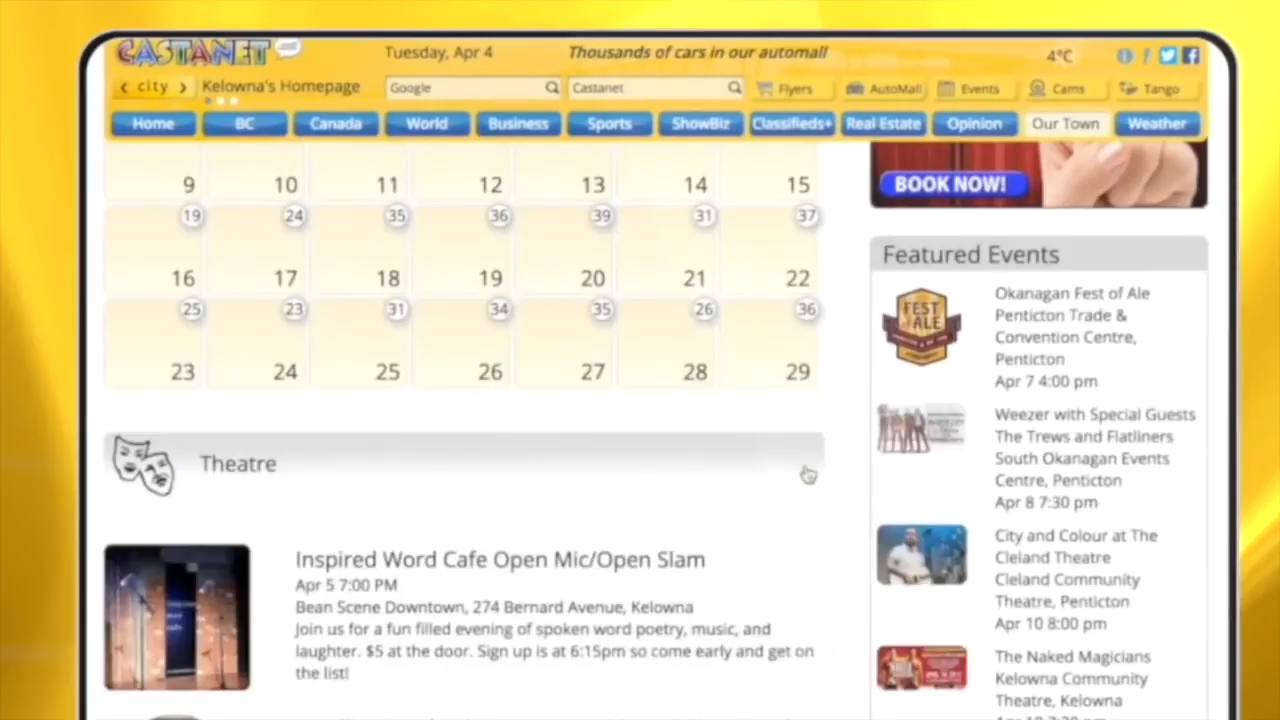 CASTANET
Tuesday, Apr 4
Thousands of cars in our automall
4°C
city
Kelowna's Homepage
Google
Castanet
Flyers
AutoMall
Events
Cams
Tango
Home
BC
Canada
World
Business
Sports
ShowBiz
Classifieds+
Real Estate
Opinion
Our Town
Weather
9 10 11 12 13 14 15
19 24 35 36 39 31 37
16 17 18 19 20 21 22
25 23 31 34 35 26 36
23 24 25 26 27 28 29
Theatre
Inspired Word Cafe Open Mic/Open Slam
Apr 5 7:00 PM
Bean Scene Downtown, 274 Bernard Avenue, Kelowna
Join us for a fun filled evening of spoken word poetry, music, and
laughter. $5 at the door. Sign up is at 6:15pm so come early and get on
the list!
BOOK NOW!
Featured Events
FEST
ALE
Okanagan Fest of Ale
Penticton Trade &
Convention Centre,
Penticton
Apr 7 4:00 pm
Weezer with Special Guests
The Trews and Flatliners
South Okanagan Events
Centre, Penticton
Apr 8 7:30 pm
City and Colour at The
Cleland Theatre
Cleland Community
Theatre, Penticton
Apr 10 8:00 pm
The Naked Magicians
Kelowna Community
Theatre, Kelowna